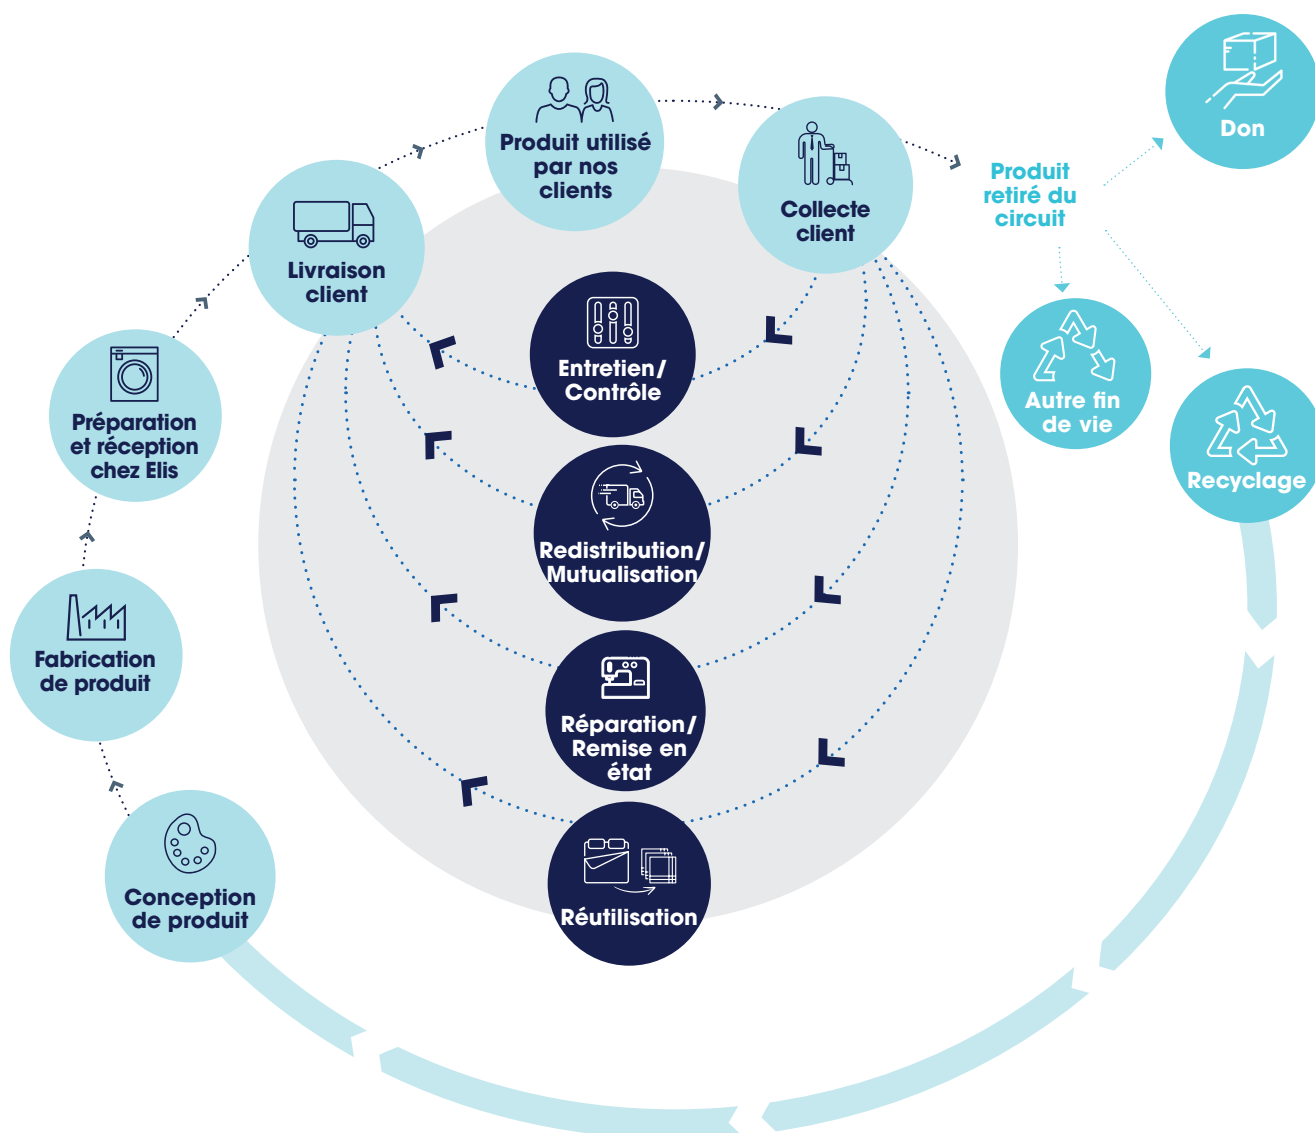 Conception
de produit
Fabrication
de produit
Préparation
et réception
chez Elis
Livraison
client
Produit utilisé
par nos
clients
Collecte
client
Produit
retiré du
circuit
Don
Autre fin
de vie
Recyclage
Entretien/
Contrôle
Redistribution/
Mutualisation
Réparation/
Remise en
état
Réutilisation